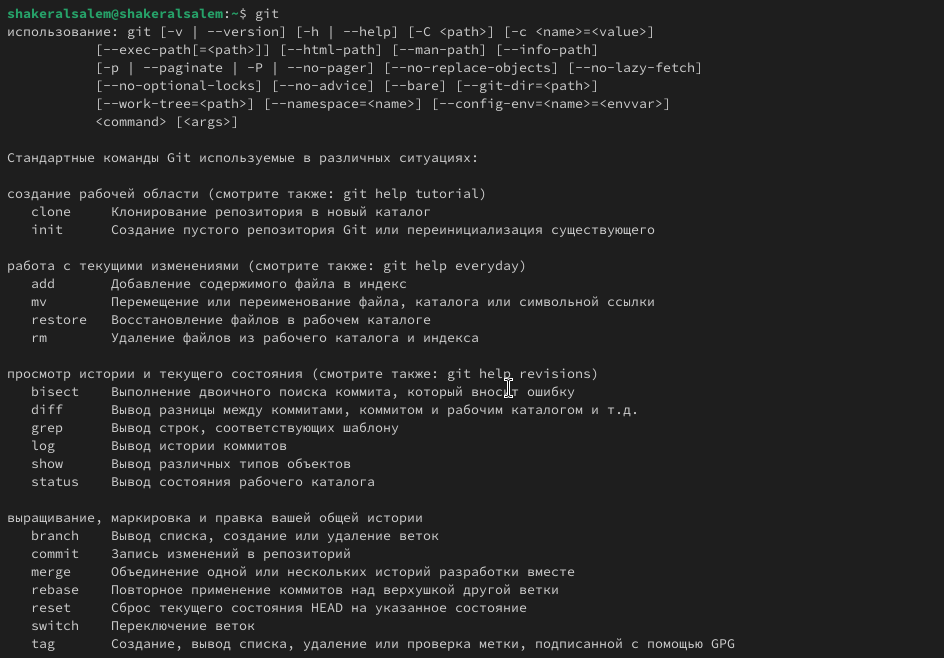 shakeralsalem@shakeralsalem:~$ git
использование: git [-v | --version] [-h | --help] [-C <path>] [-c <name>=<value>]
           [--exec-path[=<path>]] [--html-path] [--man-path] [--info-path]
           [-p | --paginate | -P | --no-pager] [--no-replace-objects] [--no-lazy-fetch]
           [--no-optional-locks] [--no-advice] [--bare] [--git-dir=<path>]
           [--work-tree=<path>] [--namespace=<name>] [--config-env=<name>=<envvar>]
           <command> [<args>]

Стандартные команды Git используемые в различных ситуациях:

создание рабочей области (смотрите также: git help tutorial)
   clone     Клонирование репозитория в новый каталог
   init      Создание пустого репозитория Git или переинициализация существующего

работа с текущими изменениями (смотрите также: git help everyday)
   add       Добавление содержимого файла в индекс
   mv        Перемещение или переименование файла, каталога или символьной ссылки
   restore   Восстановление файлов в рабочем каталоге
   rm        Удаление файлов из рабочего каталога и индекса

просмотр истории и текущего состояния (смотрите также: git help revisions)
   bisect    Выполнение двоичного поиска коммита, который вносит ошибку
   diff      Вывод разницы между коммитами, коммитом и рабочим каталогом и т.д.
   grep      Вывод строк, соответствующих шаблону
   log       Вывод истории коммитов
   show      Вывод различных типов объектов
   status    Вывод состояния рабочего каталога

выращивание, маркировка и правка вашей общей истории
   branch    Вывод списка, создание или удаление веток
   commit    Запись изменений в репозиторий
   merge     Объединение одной или нескольких историй разработки вместе
   rebase    Повторное применение коммитов над верхушкой другой ветки
   reset     Сброс текущего состояния HEAD на указанное состояние
   switch    Переключение веток
   tag       Создание, вывод списка, удаление или проверка метки, подписанной с помощью GPG